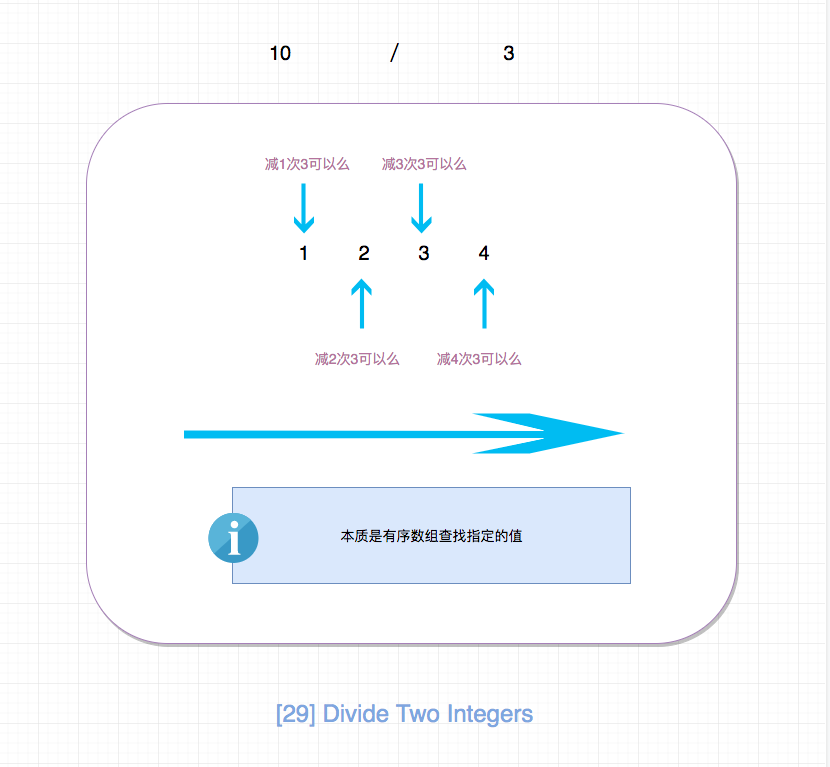 10 / 3
减1次3可以么 减3次3可以么
1 2 3 4
减2次3可以么 减4次3可以么
本质是有序数组查找指定的值
[29] Divide Two Integers